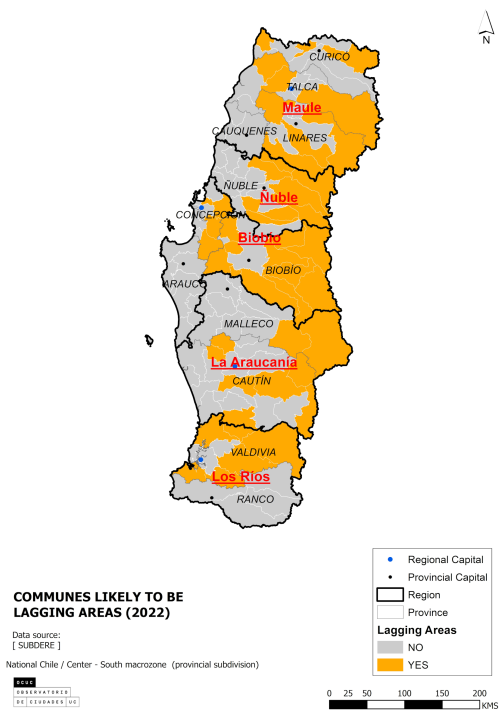 N
CURICÓ
TALCA
Maule
CAUQUENES
LINARES
ÑUBLE
Ñuble
CONCEPCIÓN
Biobío
BIOBÍO
ARAUCO
MALLECO
La Araucanía
CAUTÍN
VALDIVIA
Los Ríos
RANCO
Regional Capital
Provincial Capital
Region
Province
Lagging Areas
NO
YES
COMMUNES LIKELY TO BE
LAGGING AREAS (2022)
Data source:
[ SUBDERE ]
National Chile / Center - South macrozone (provincial subdivision)
OCUC
OBSERVATORIO
DE CIUDADES UC
0 25 50 100 150 200
KMS